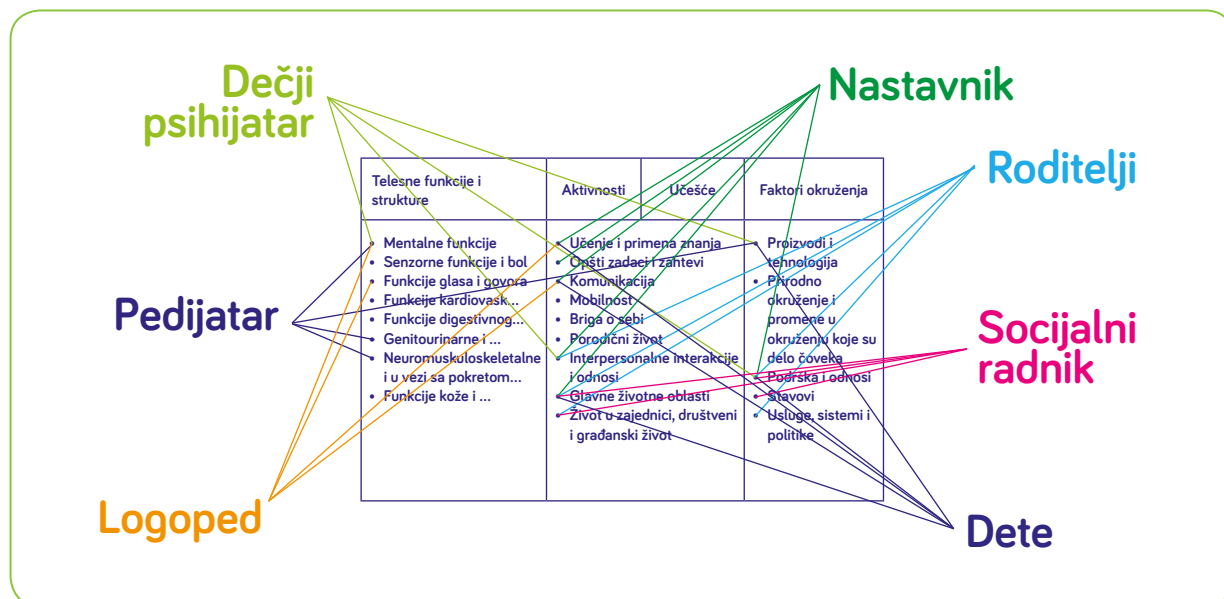 Dečji
psihijatar
Nastavnik
Roditelji
Pedijatar
Socijalni
radnik
Logoped
Dete
Telesne funkcije i
strukture
Aktivnosti
Učešće
Faktori okruženja
• Mentalne funkcije
• Senzorne funkcije i bol
• Funkcije glasa i govora
• Funkcije kardiovask...
• Funkcije digestivnog...
• Genitourinarne i ...
• Neuromuskuloskeletalne
i u vezi sa pokretom...
• Funkcije kože i ...
• Učenje i primena znanja
• Opšti zadaci i zahtevi
• Komunikacija
• Mobilnost
• Briga o sebi
• Porodični život
• Interpersonalne interakcije
i odnosi
• Glavne životne oblasti
• Život u zajednici, društveni
i građanski život
• Proizvodi i
tehnologija
• Prirodno
okruženje i
promene u
okruženju koje su
delo čoveka
• Podrška i odnosi
• Stavovi
• Usluge, sistemi i
politike